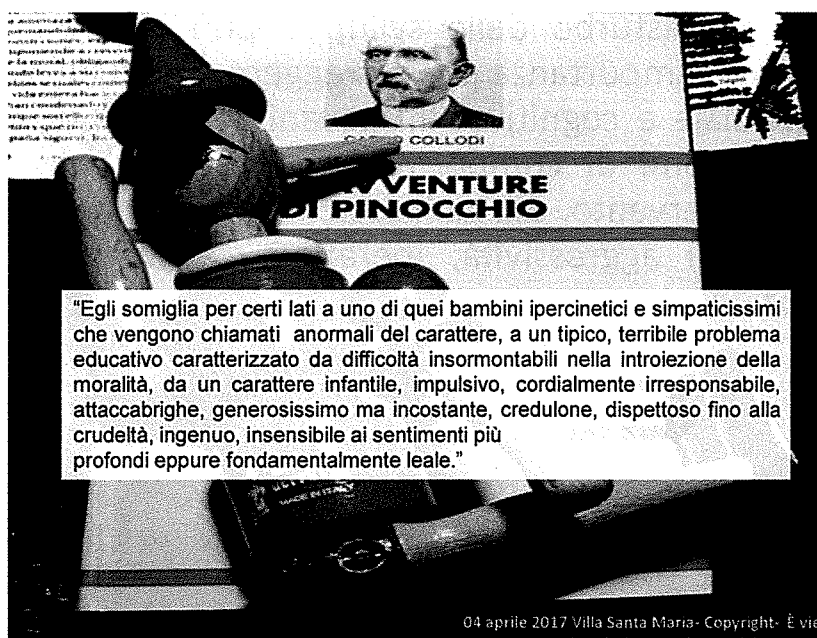 CARLO COLLODI
AVVENTURE
DI PINOCCHIO
“Egli somiglia per certi lati a uno di quei bambini ipercinetici e simpaticissimi
che vengono chiamati anormali del carattere, a un tipico, terribile problema
educativo caratterizzato da difficoltà insormontabili nella introiezione della
moralità, da un carattere infantile, impulsivo, cordialmente irresponsabile,
attaccabrighe, generosissimo ma incostante, credulone, dispettoso fino alla
crudeltà, ingenuo, insensibile ai sentimenti più
profondi eppure fondamentalmente leale.”
MADE IN ITALY
04 aprile 2017 Villa Santa Maria- Copyright- È vie